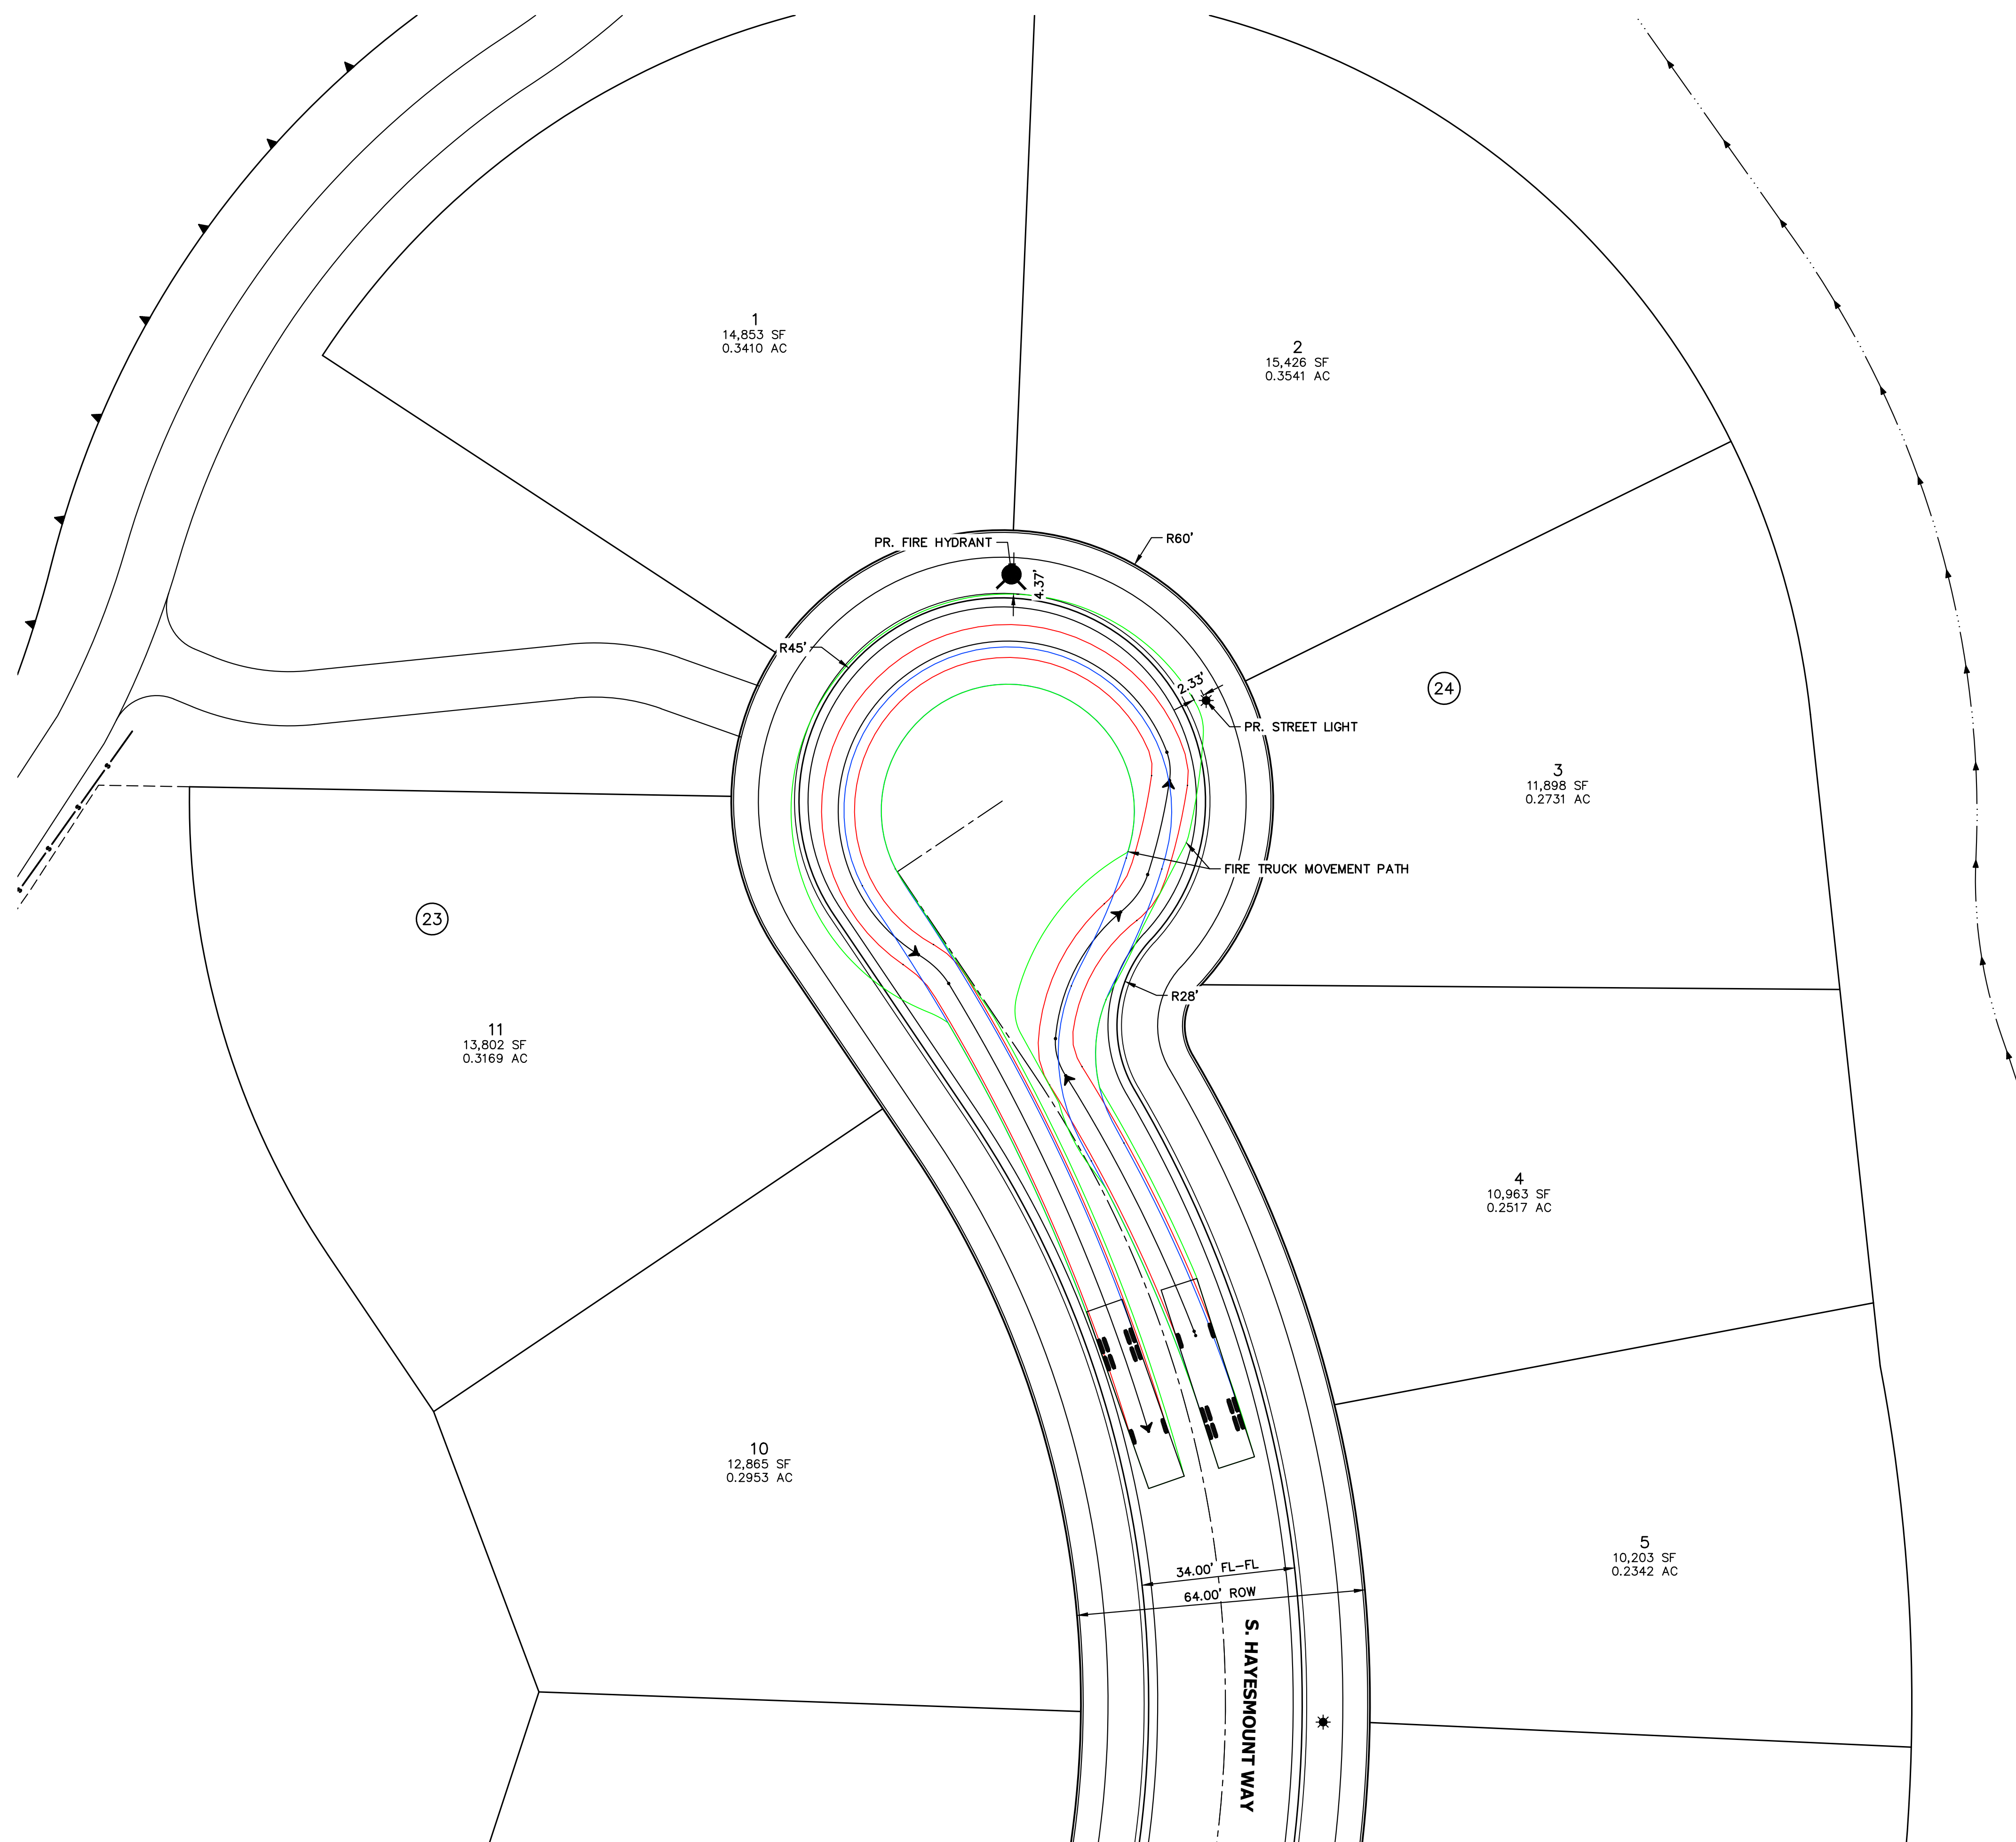 1
14,853 SF
0.3410 AC
2
15,426 SF
0.3541 AC
PR. FIRE HYDRANT
R60'
4.37'
R45'
2.33'
PR. STREET LIGHT
24
3
11,898 SF
0.2731 AC
FIRE TRUCK MOVEMENT PATH
23
R28'
11
13,802 SF
0.3169 AC
4
10,963 SF
0.2517 AC
10
12,865 SF
0.2953 AC
5
10,203 SF
0.2342 AC
34.00' FL-FL
64.00' ROW
S. HAYESMOUNT WAY